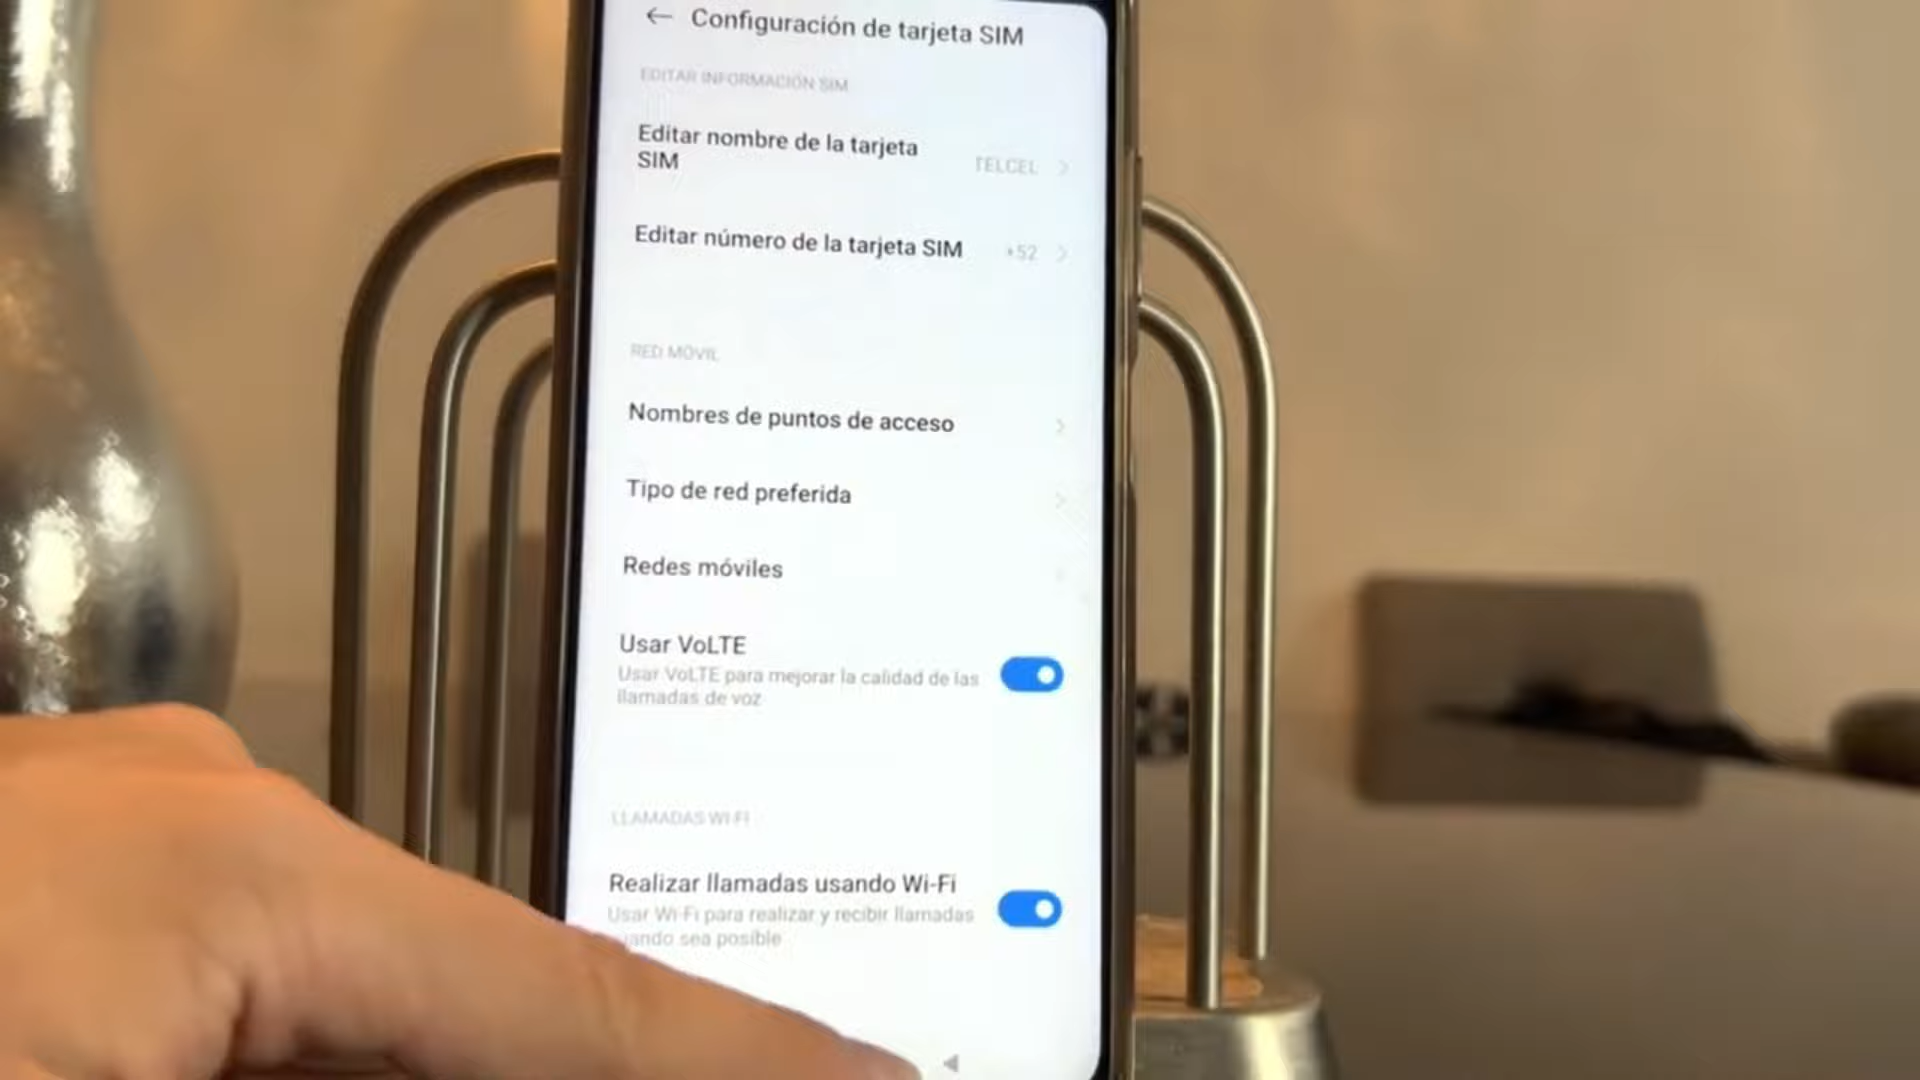 Configuración de tarjeta SIM
EDITAR INFORMACIÓN SIM
Editar nombre de la tarjeta
SIM
TELCEL
Editar número de la tarjeta SIM
+52
RED MÓVIL
Nombres de puntos de acceso
Tipo de red preferida
Redes móviles
Usar VoLTE
Usar VoLTE para mejorar la calidad de las
llamadas de voz
LLAMADAS WI-FI
Realizar llamadas usando Wi-Fi
Usar Wi-Fi para realizar y recibir llamadas
sea posible